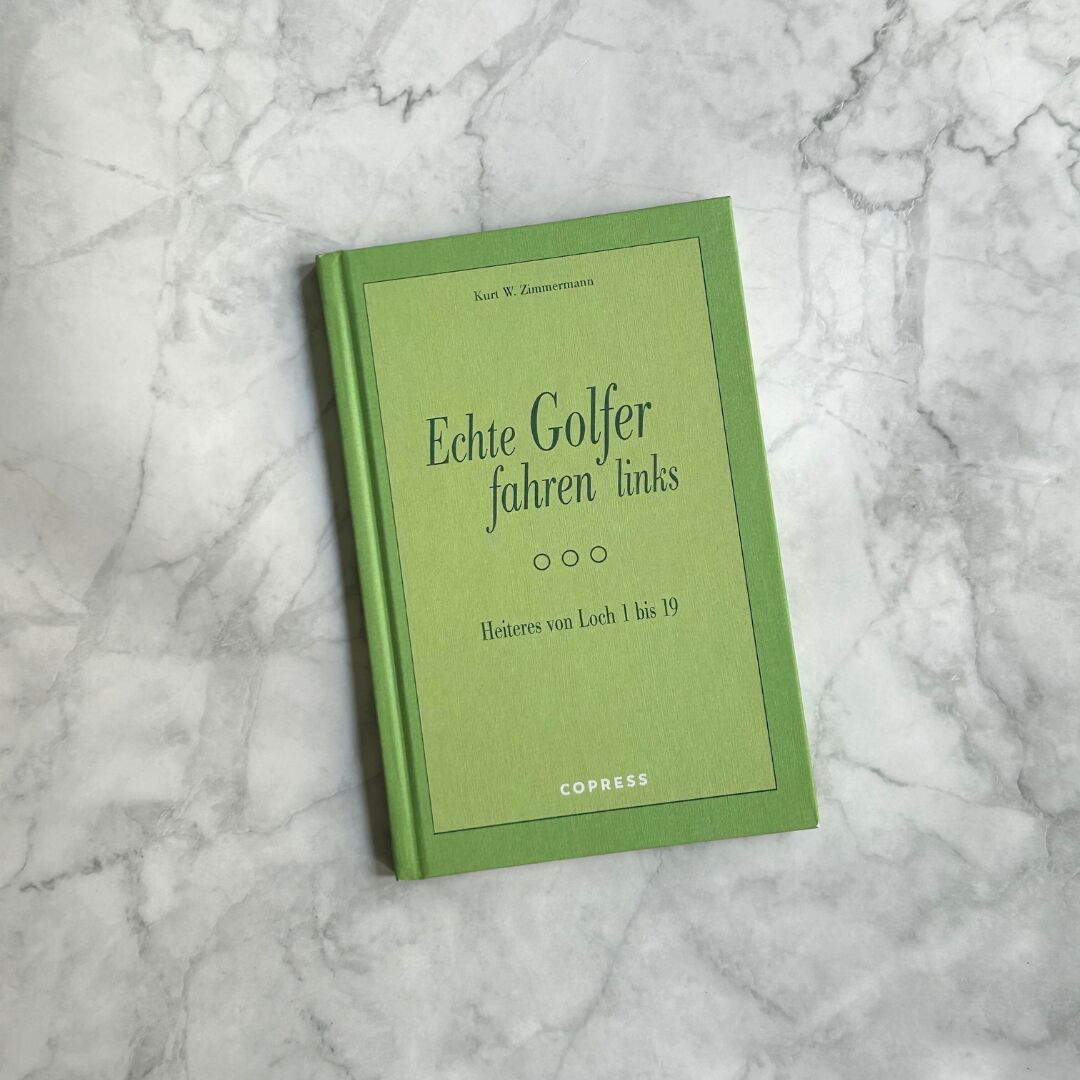 Kurt W. Zimmermann
Echte Golfer
fahren links
Heiteres von Loch 1 bis 19
COPRESS